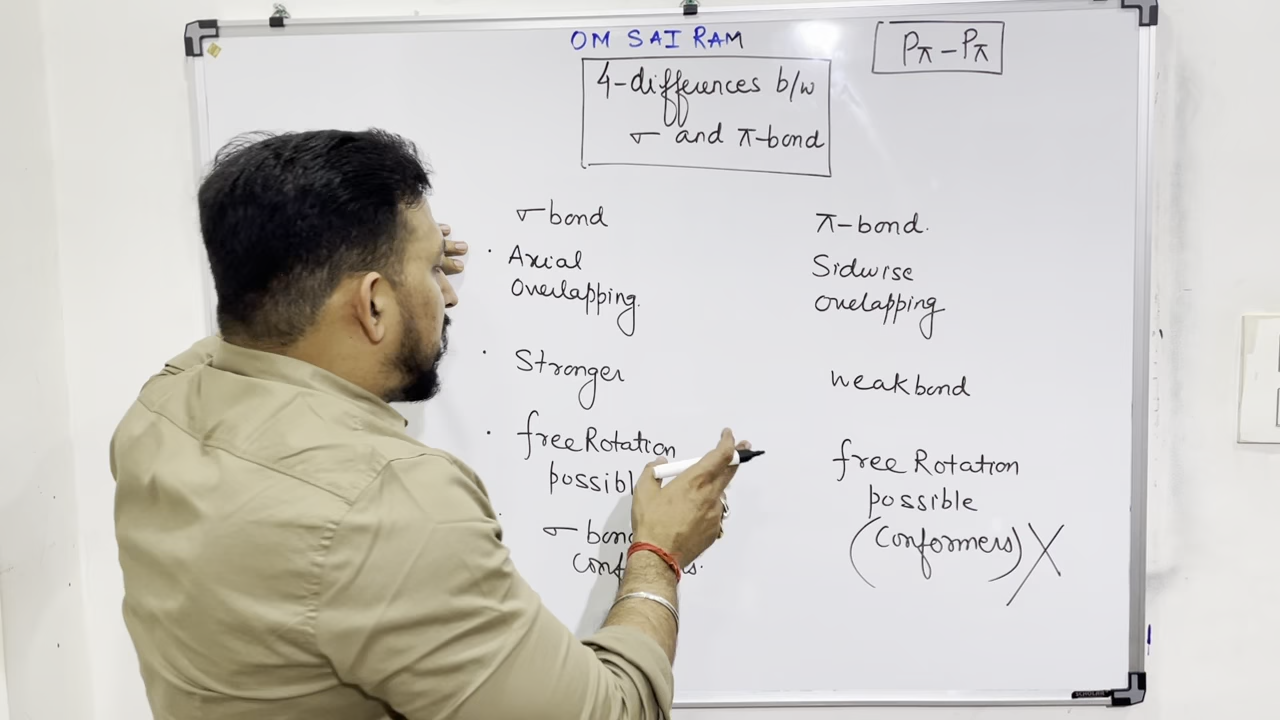 OM SAI RAM
Pπ-Pπ
4-differences b/w
σ and π-bond
σ-bond
π-bond.
Axial
Overlapping.
Sidwise
overlapping
Stronger
weak bond
free Rotation
free Rotation
possible
σ bond
(Conformers) X